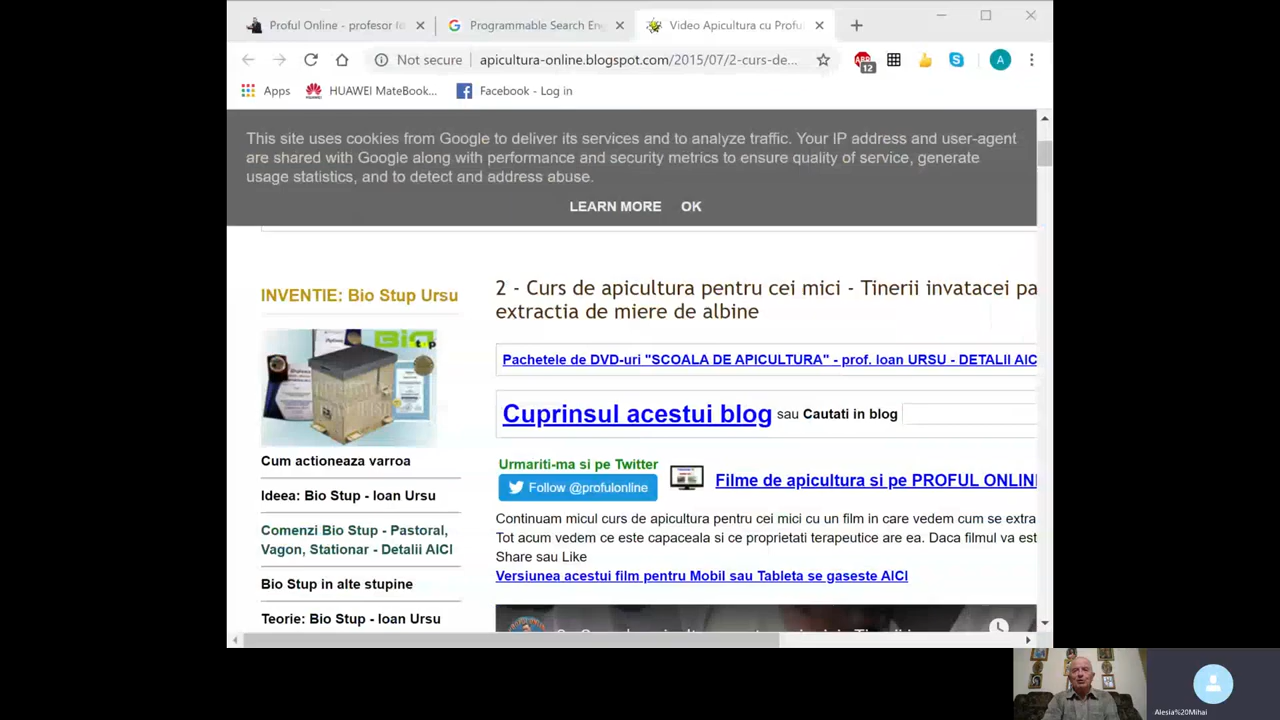 Proful Online - profesor
Programmable Search En
Video Apicultura cu Proful
Not secure
apicultura-online.blogspot.com/2015/07/2-curs-de...
ABP
12
A
Apps
HUAWEI MateBook...
Facebook - Log in
This site uses cookies from Google to deliver its services and to analyze traffic. Your IP address and user-agent
are shared with Google along with performance and security metrics to ensure quality of service, generate
usage statistics, and to detect and address abuse.
LEARN MORE OK
INVENTIE: Bio Stup Ursu
Cum actioneaza varroa
Ideea: Bio Stup - Ioan Ursu
Comenzi Bio Stup - Pastoral,
Vagon, Stationar - Detalii AICI
Bio Stup in alte stupine
Teorie: Bio Stup - Ioan Ursu
2 - Curs de apicultura pentru cei mici - Tinerii invatacei pa
extractia de miere de albine
Pachetele de DVD-uri "SCOALA DE APICULTURA" - prof. Ioan URSU - DETALII AIC
Cuprinsul acestui blog sau Cautati in blog
Urmariti-ma si pe Twitter
Follow @profulonline
Filme de apicultura si pe PROFUL ONLIN
Continuam micul curs de apicultura pentru cei mici cu un film in care vedem cum se extra
Tot acum vedem ce este capaceala si ce proprietati terapeutice are ea. Daca filmul va est
Share sau Like
Versiunea acestui film pentru Mobil sau Tableta se gaseste AICI
Alesia%20Mihai